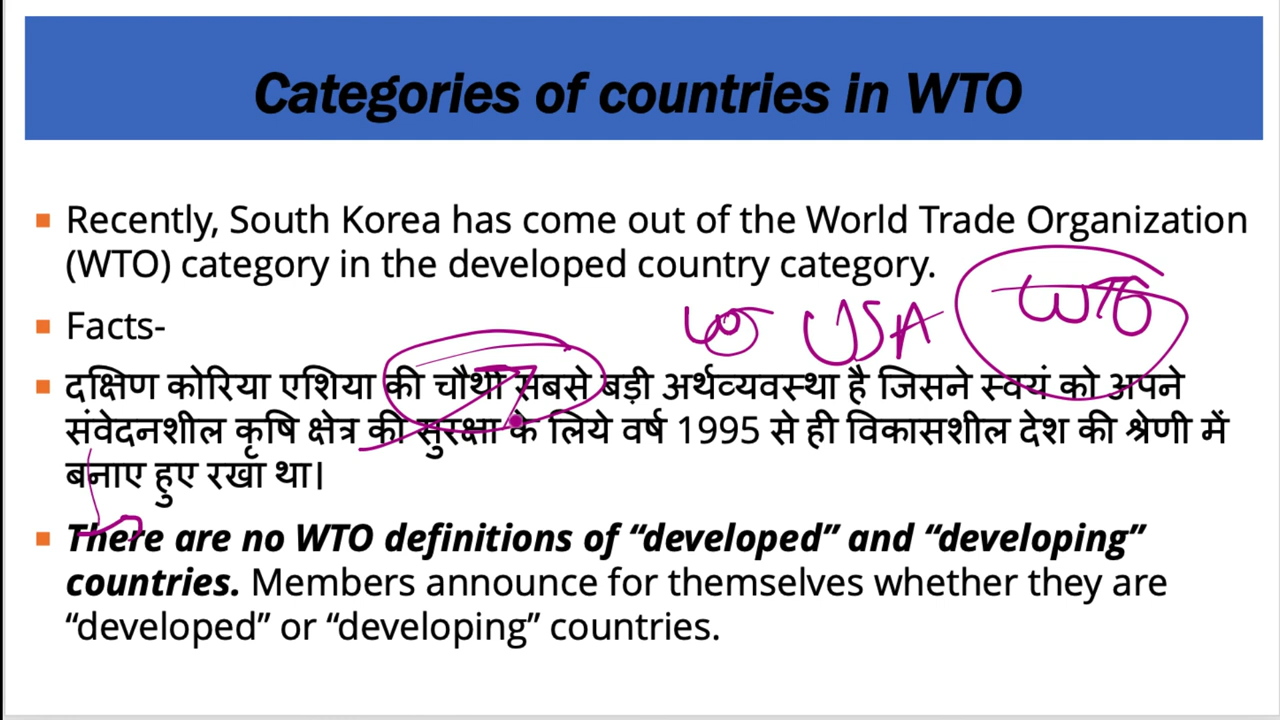 Categories of countries in WTO
Recently, South Korea has come out of the World Trade Organization
(WTO) category in the developed country category.
Facts-
USA WTO
दक्षिण कोरिया एशिया की चौथी सबसे बड़ी अर्थव्यवस्था है जिसने स्वयं को अपने
संवेदनशील कृषि क्षेत्र की सुरक्षा के लिये वर्ष 1995 से ही विकासशील देश की श्रेणी में
बनाए हुए रखा था।
There are no WTO definitions of “developed” and “developing”
countries. Members announce for themselves whether they are
“developed” or “developing” countries.